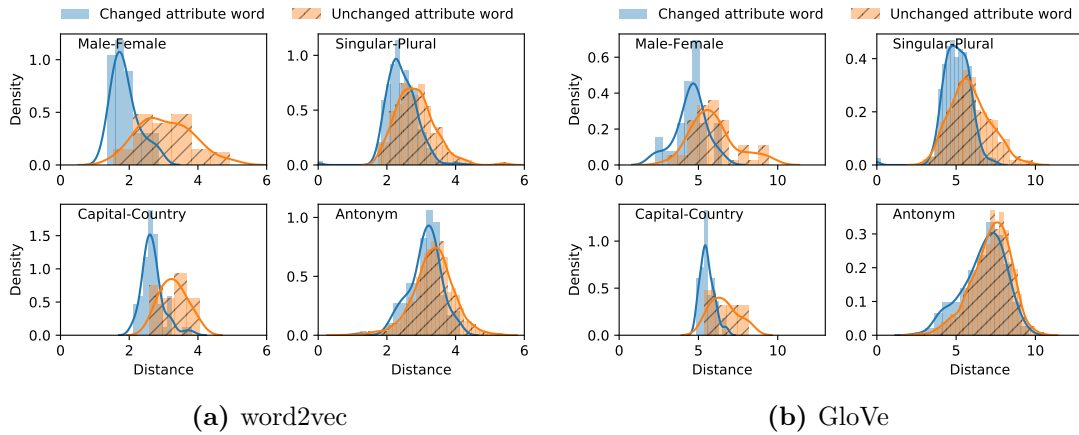 Changed attribute word Unchanged attribute word
Male-Female
Density
0.0
0.5
1.0
0 2 4 6
Singular-Plural
0.0
0.5
1.0
0 2 4 6
Capital-Country
Density
0.0
0.5
1.0
1.5
0 2 4 6
Distance
Antonym
0.0
0.5
1.0
0 2 4 6
Distance
(a) word2vec
Changed attribute word Unchanged attribute word
Male-Female
Density
0.0
0.2
0.4
0.6
0 5 10
Singular-Plural
0.0
0.2
0.4
0 5 10
Capital-Country
Density
0.0
0.5
1.0
0 5 10
Distance
Antonym
0.0
0.1
0.2
0.3
0 5 10
Distance
(b) GloVe